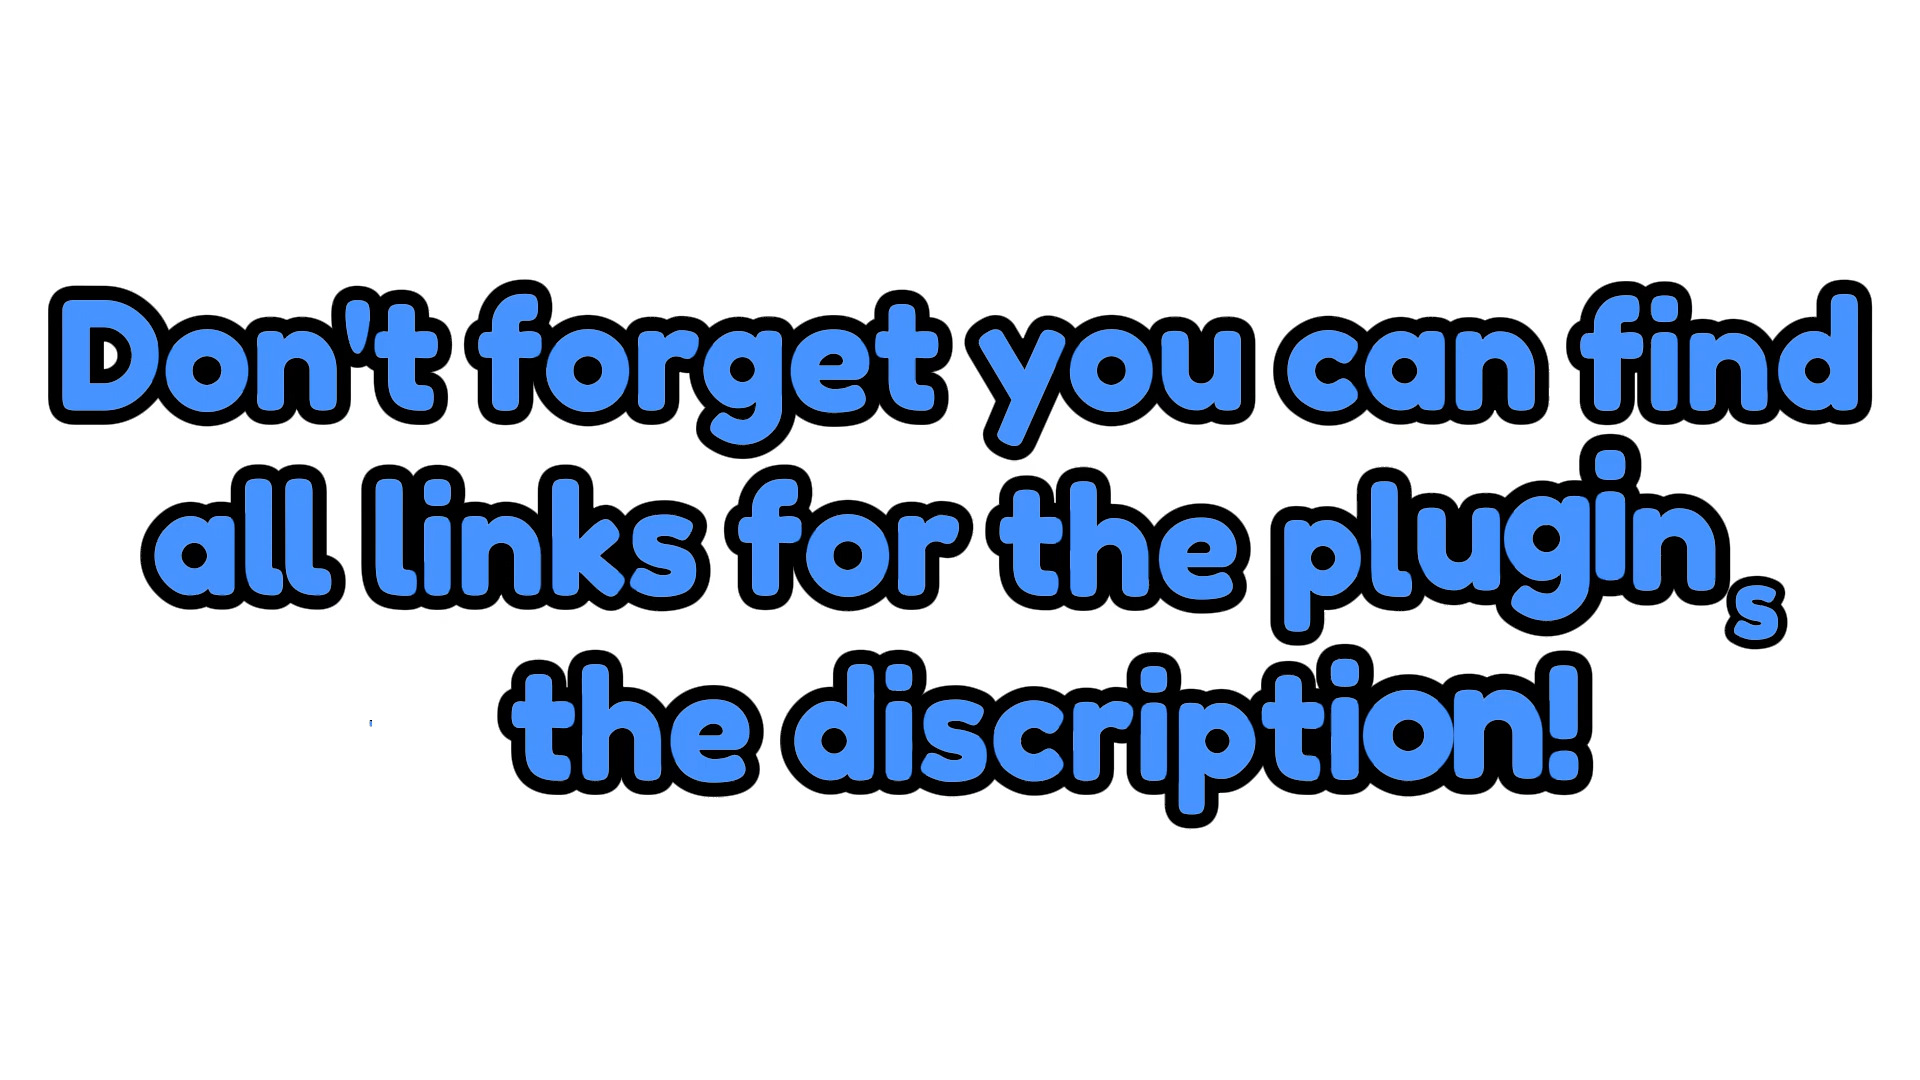 Don't forget you can find
all links for the plugins
the discription!